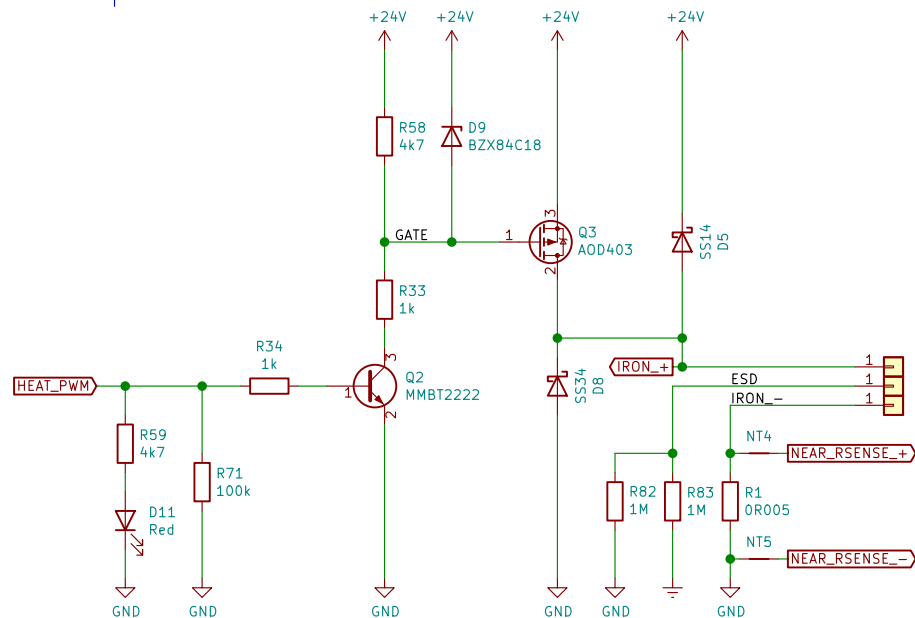 +24V
+24V
+24V
+24V
R58
4k7
D9
BZX84C18
GATE
1
3
2
Q3
AOD403
SS14
D5
R33
1k
R34
1k
HEAT_PWM
1
3
2
Q2
MMBT2222
IRON_+
1
ESD
1
IRON_-
1
SS34
D8
R59
4k7
R71
100k
D11
Red
NT4
NEAR_RSENSE_+
R82
1M
R83
1M
R1
0R005
NT5
NEAR_RSENSE_-
GND
GND
GND
GND
GND
GND